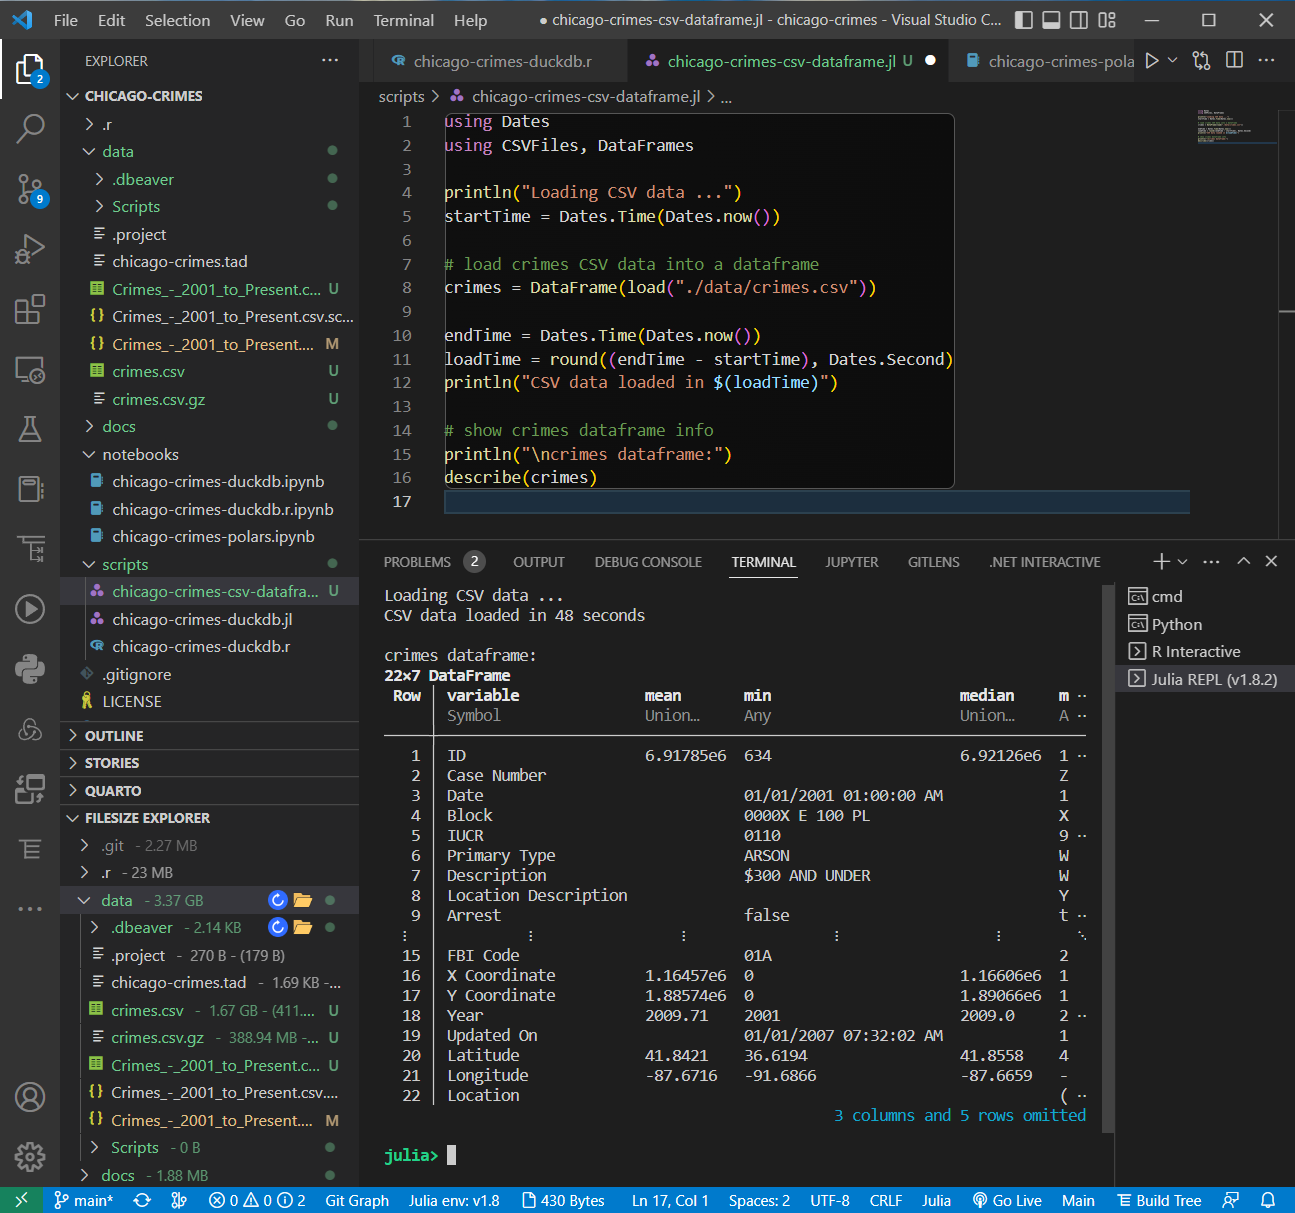 File Edit Selection View Go Run Terminal Help ● chicago-crimes-csv-dataframe.jl - chicago-crimes - Visual Studio C...
EXPLORER ...
chicago-crimes-duckdb.r
chicago-crimes-csv-dataframe.jl U
chicago-crimes-pola
scripts > chicago-crimes-csv-dataframe.jl > ...
2
9
CHICAGO-CRIMES
.r
data
.dbeaver
Scripts
.project
chicago-crimes.tad
Crimes_-_2001_to_Present.c... U
Crimes_-_2001_to_Present.csv.sc...
Crimes_-_2001_to_Present.... M
crimes.csv U
crimes.csv.gz U
docs
notebooks
chicago-crimes-duckdb.ipynb
chicago-crimes-duckdb.r.ipynb
chicago-crimes-polars.ipynb
scripts
chicago-crimes-csv-datafra... U
chicago-crimes-duckdb.jl
chicago-crimes-duckdb.r
.gitignore
LICENSE
OUTLINE
STORIES
QUARTO
FILESIZE EXPLORER
.git - 2.27 MB
.r - 23 MB
data - 3.37 GB
.dbeaver - 2.14 KB
.project - 270 B - (179 B)
chicago-crimes.tad - 1.69 KB -...
crimes.csv - 1.67 GB - (411.... U
crimes.csv.gz - 388.94 MB -... U
Crimes_-_2001_to_Present.c... U
Crimes_-_2001_to_Present.csv....
Crimes_-_2001_to_Present.... M
Scripts - 0 B
docs - 1.88 MB
1 using Dates
2 using CSVFiles, DataFrames
3
4 println("Loading CSV data ...")
5 startTime = Dates.Time(Dates.now())
6
7 # load crimes CSV data into a dataframe
8 crimes = DataFrame(load("./data/crimes.csv"))
9
10 endTime = Dates.Time(Dates.now())
11 loadTime = round((endTime - startTime), Dates.Second)
12 println("CSV data loaded in $(loadTime)")
13
14 # show crimes dataframe info
15 println("\ncrimes dataframe:")
16 describe(crimes)
17
PROBLEMS 2 OUTPUT DEBUG CONSOLE TERMINAL JUPYTER GITLENS .NET INTERACTIVE
Loading CSV data ...
CSV data loaded in 48 seconds
crimes dataframe:
22×7 DataFrame
Row │ variable mean min median m ⋯
│ Symbol Union… Any Union… A ⋯
1 │ ID 6.91785e6 634 6.92126e6 1 ⋯
2 │ Case Number Z
3 │ Date 01/01/2001 01:00:00 AM 1
4 │ Block 0000X E 100 PL X
5 │ IUCR 0110 9 ⋯
6 │ Primary Type ARSON W
7 │ Description $300 AND UNDER W
8 │ Location Description Y
9 │ Arrest false t ⋯
⋮ │ ⋮ ⋮ ⋮ ⋮ ⋱
15 │ FBI Code 01A 2
16 │ X Coordinate 1.16457e6 0 1.16606e6 1
17 │ Y Coordinate 1.88574e6 0 1.89066e6 1
18 │ Year 2009.71 2001 2009.0 2 ⋯
19 │ Updated On 01/01/2007 07:32:02 AM 1
20 │ Latitude 41.8421 36.6194 41.8558 4
21 │ Longitude -87.6716 -91.6866 -87.6659 -
22 │ Location ( ⋯
3 columns and 5 rows omitted
julia>
cmd
Python
R Interactive
Julia REPL (v1.8.2)
main* 0 0 2 Git Graph Julia env: v1.8 430 Bytes Ln 17, Col 1 Spaces: 2 UTF-8 CRLF Julia Go Live Main Build Tree